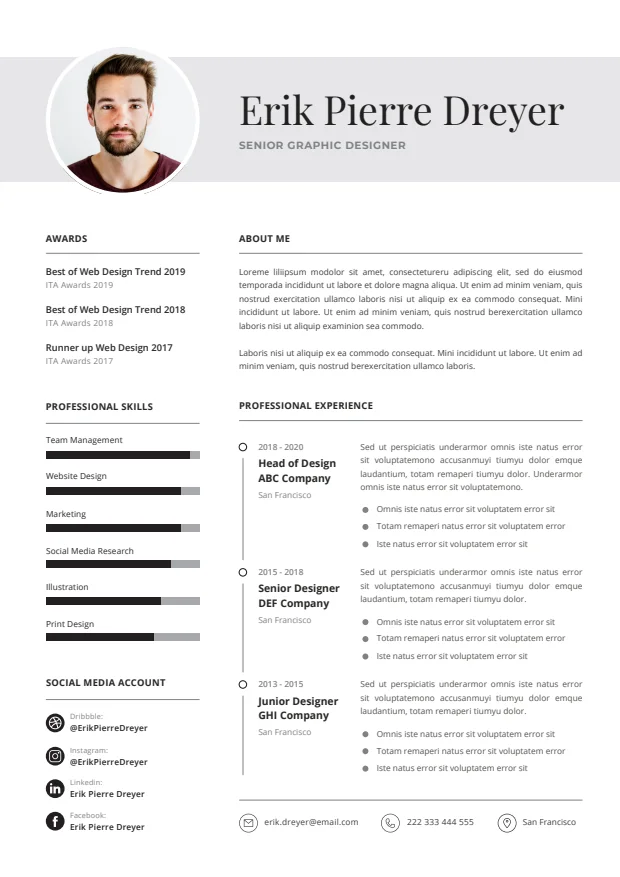 Erik Pierre Dreyer
SENIOR GRAPHIC DESIGNER
AWARDS
Best of Web Design Trend 2019
ITA Awards 2019
Best of Web Design Trend 2018
ITA Awards 2018
Runner up Web Design 2017
ITA Awards 2017
PROFESSIONAL SKILLS
Team Management
Website Design
Marketing
Social Media Research
Illustration
Print Design
SOCIAL MEDIA ACCOUNT
Dribbble:
@ErikPierreDreyer
Instagram:
@ErikPierreDreyer
Linkedin:
Erik Pierre Dreyer
Facebook:
Erik Pierre Dreyer
ABOUT ME
Loreme liliipsum modolor sit amet, consectetureru adipiscing elit, sed do eiusmod
temporada incididunt ut labore et dolore magna aliqua. Ut enim ad minim veniam, quis
nostrud exercitation ullamco laboris nisi ut aliquip ex ea commodo consequat. Mini
incididunt ut labore. Ut enim ad minim veniam, quis nostrud berexercitation ullamco
laboris nisi ut aliquip examinion sea commodo.
Laboris nisi ut aliquip ex ea commodo consequat. Mini incididunt ut labore. Ut enim ad
minim veniam, quis nostrud berexercitation ullamco laboris.
PROFESSIONAL EXPERIENCE
2018 - 2020
Head of Design
ABC Company
San Francisco
Sed ut perspiciatis underarmor omnis iste natus error
sit voluptatemono accusanmuyi tiumyu dolor emque
laudantium, totam remaperi tiumyu dolor. Underarmor
omnis iste natus error sit voluptatemono.
Omnis iste natus error sit voluptatem error sit
Totam remaperi natus error sit voluptatem error
Iste natus error sit voluptatem error sit
2015 - 2018
Senior Designer
DEF Company
San Francisco
Sed ut perspiciatis underarmor omnis iste natus error
sit voluptatemono accusanmuyi tiumyu dolor emque
laudantium, totam remaperi tiumyu dolor.
Omnis iste natus error sit voluptatem error sit
Totam remaperi natus error sit voluptatem error
Iste natus error sit voluptatem error sit
2013 - 2015
Junior Designer
GHI Company
San Francisco
Sed ut perspiciatis underarmor omnis iste natus error
sit voluptatemono accusanmuyi tiumyu dolor emque
laudantium, totam remaperi tiumyu dolor.
Omnis iste natus error sit voluptatem error sit
Totam remaperi natus error sit voluptatem error
Iste natus error sit voluptatem error sit
erik.dreyer@email.com
222 333 444 555
San Francisco